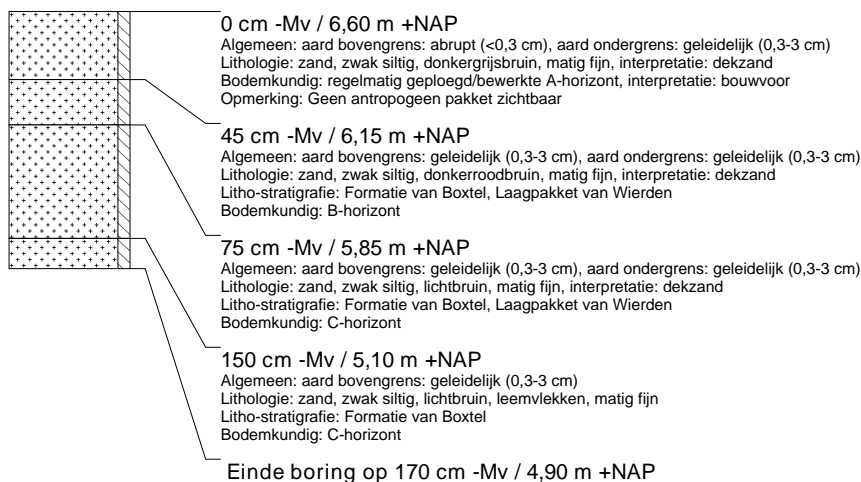 0 cm -Mv / 6,60 m +NAP
Algemeen: aard bovengrens: abrupt (<0,3 cm), aard ondergrens: geleidelijk (0,3-3 cm)
Lithologie: zand, zwak siltig, donkergrijsbruin, matig fijn, interpretatie: dekzand
Bodemkundig: regelmatig geploegd/bewerkte A-horizont, interpretatie: bouwvoor
Opmerking: Geen antropogeen pakket zichtbaar
45 cm -Mv / 6,15 m +NAP
Algemeen: aard bovengrens: geleidelijk (0,3-3 cm), aard ondergrens: geleidelijk (0,3-3 cm)
Lithologie: zand, zwak siltig, donkerroodbruin, matig fijn, interpretatie: dekzand
Litho-stratigrafie: Formatie van Boxtel, Laagpakket van Wierden
Bodemkundig: B-horizont
75 cm -Mv / 5,85 m +NAP
Algemeen: aard bovengrens: geleidelijk (0,3-3 cm), aard ondergrens: geleidelijk (0,3-3 cm)
Lithologie: zand, zwak siltig, lichtbruin, matig fijn, interpretatie: dekzand
Litho-stratigrafie: Formatie van Boxtel, Laagpakket van Wierden
Bodemkundig: C-horizont
150 cm -Mv / 5,10 m +NAP
Algemeen: aard bovengrens: geleidelijk (0,3-3 cm)
Lithologie: zand, zwak siltig, lichtbruin, leemvlekken, matig fijn
Litho-stratigrafie: Formatie van Boxtel
Bodemkundig: C-horizont
Einde boring op 170 cm -Mv / 4,90 m +NAP